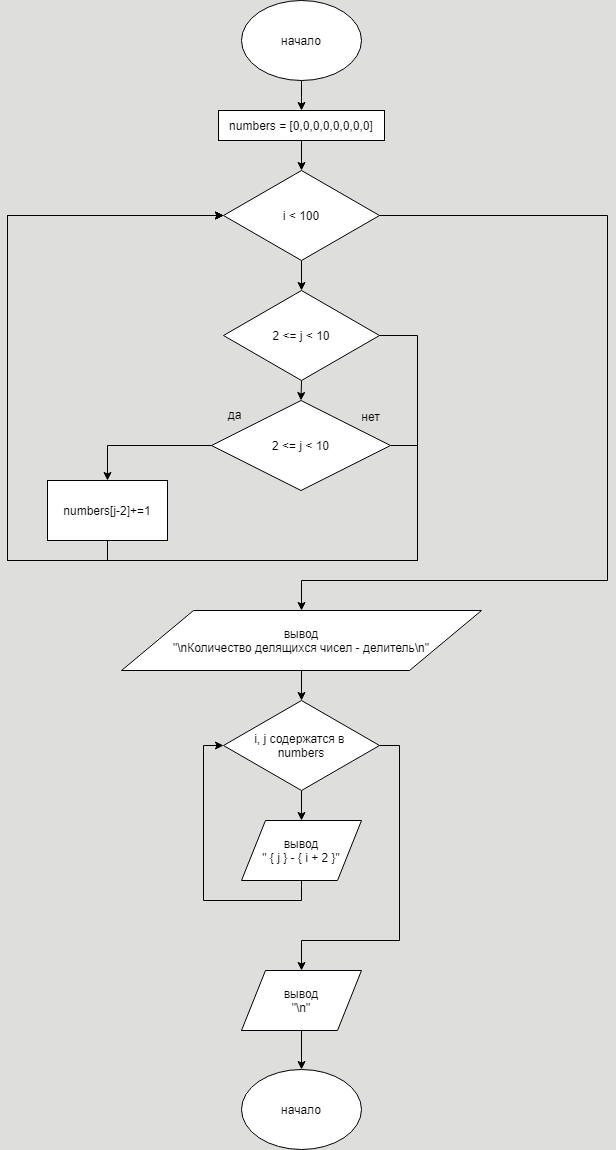 начало
numbers = [0,0,0,0,0,0,0,0]
i < 100
2 <= j < 10
2 <= j < 10
да
нет
numbers[j-2]+=1
вывод
"\nКоличество делящихся чисел - делитель\n"
i, j содержатся в
numbers
вывод
" { j } - { i + 2 }"
вывод
"\n"
начало